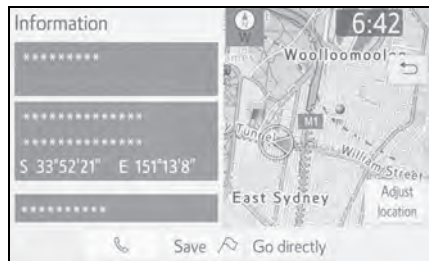 Information
*********
**************
**************
S 33°52'21" E 151°13'8"
**********
N
W
6:42
Woolloomooloo
M1
Tunnel
William Street
East Sydney
Adjust
location
Save
Go directly